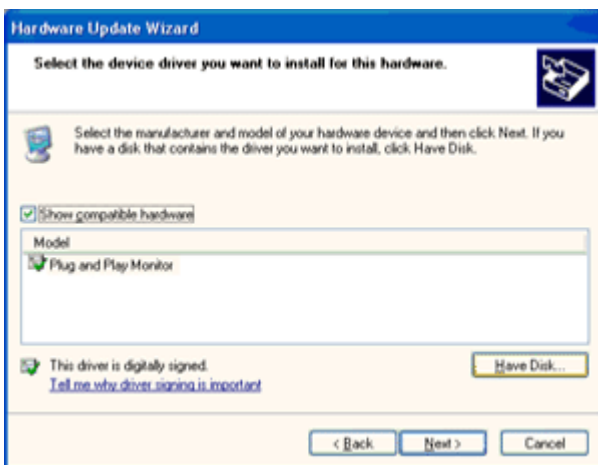 Hardware Update Wizard
Select the device driver you want to install for this hardware.
Select the manufacturer and model of your hardware device and then click Next. If you
have a disk that contains the driver you want to install, click Have Disk.
Show compatible hardware
Model
Plug and Play Monitor
This driver is digitally signed.
Have Disk...
Tell me why driver signing is important
< Back
Next >
Cancel